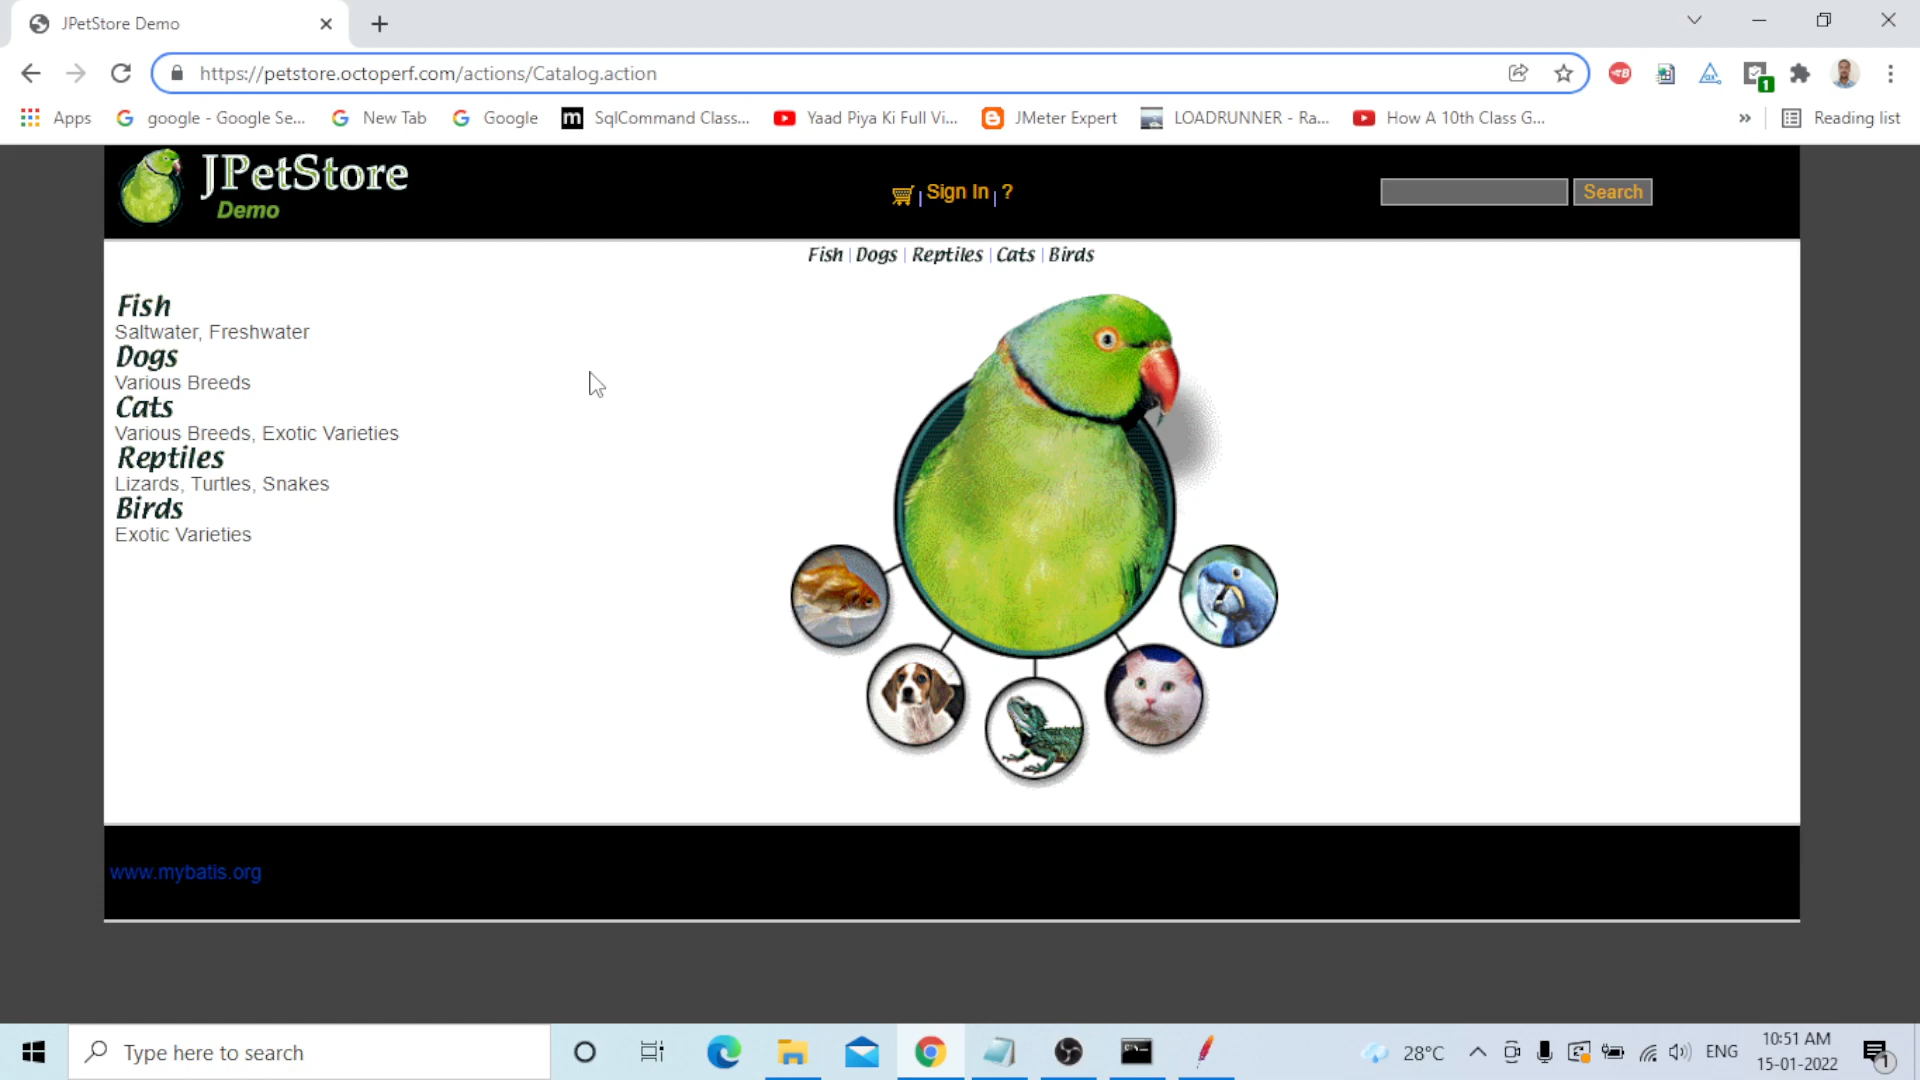 JPetStore Demo
https://petstore.octoperf.com/actions/Catalog.action
1
Apps
google - Google Se...
New Tab
Google
m
SqlCommand Class...
Yaad Piya Ki Full Vi...
JMeter Expert
LOADRUNNER - Ra...
How A 10th Class G...
»
Reading list
JPetStore
Demo
Sign In
?
Search
Fish | Dogs | Reptiles | Cats | Birds
Fish
Saltwater, Freshwater
Dogs
Various Breeds
Cats
Various Breeds, Exotic Varieties
Reptiles
Lizards, Turtles, Snakes
Birds
Exotic Varieties
www.mybatis.org
Type here to search
28°C
ENG
10:51 AM
15-01-2022
1